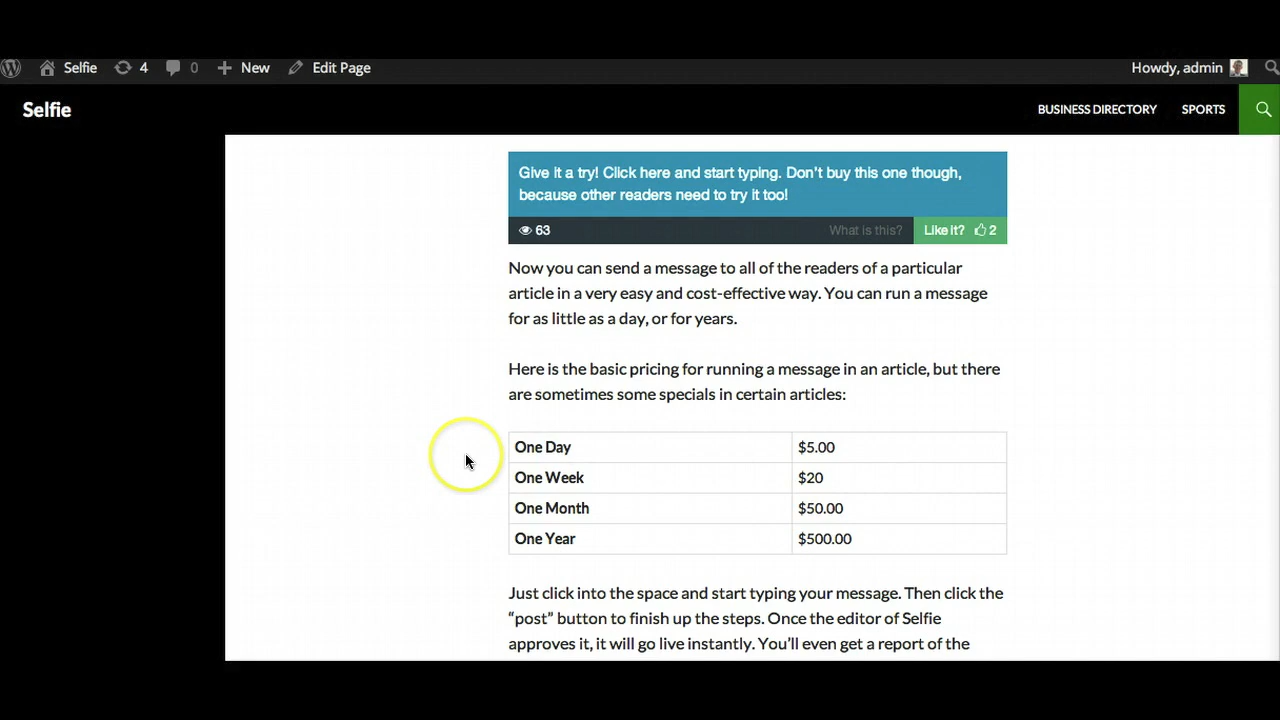 Selfie 4 0 New Edit Page Howdy, admin
Selfie BUSINESS DIRECTORY SPORTS
Give it a try! Click here and start typing. Don't buy this one though,
because other readers need to try it too!
63 What is this? Like it? 2
Now you can send a message to all of the readers of a particular
article in a very easy and cost-effective way. You can run a message
for as little as a day, or for years.
Here is the basic pricing for running a message in an article, but there
are sometimes some specials in certain articles:
One Day $5.00
One Week $20
One Month $50.00
One Year $500.00
Just click into the space and start typing your message. Then click the
“post” button to finish up the steps. Once the editor of Selfie
approves it, it will go live instantly. You’ll even get a report of the